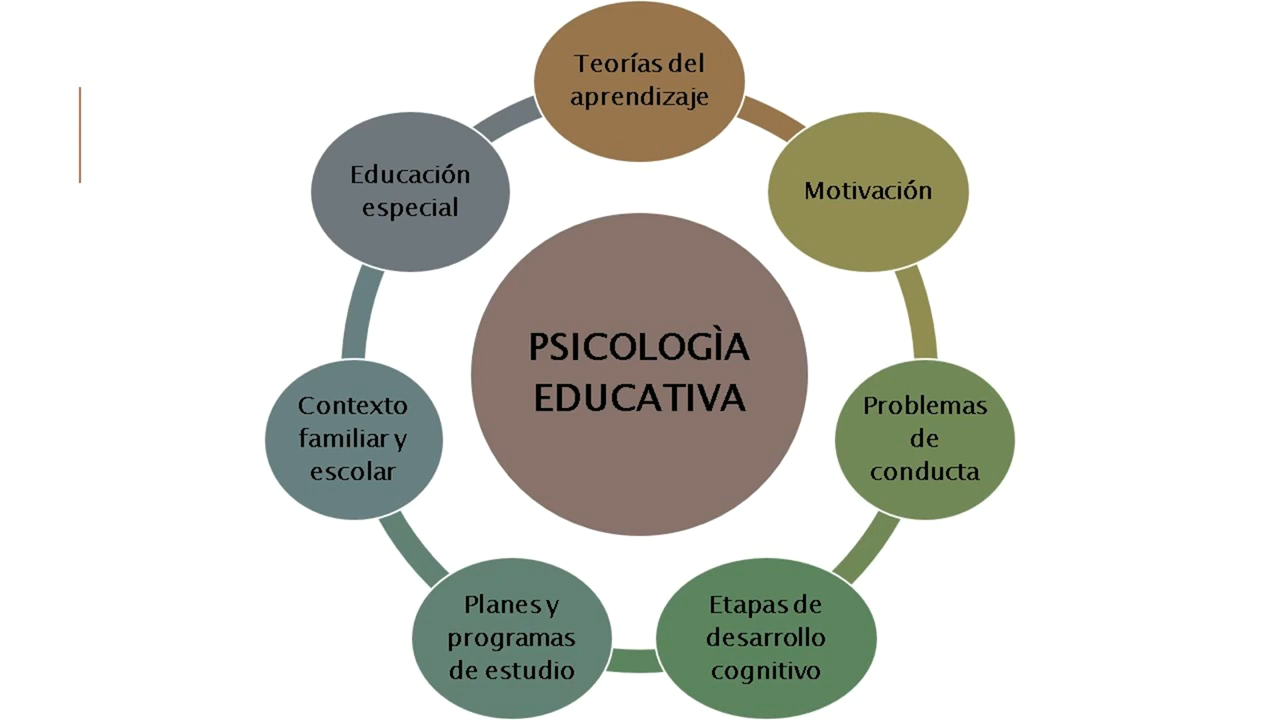 Teorías del
aprendizaje
Motivación
Problemas
de
conducta
Etapas de
desarrollo
cognitivo
Planes y
programas
de estudio
Contexto
familiar y
escolar
Educación
especial
PSICOLOGÌA
EDUCATIVA